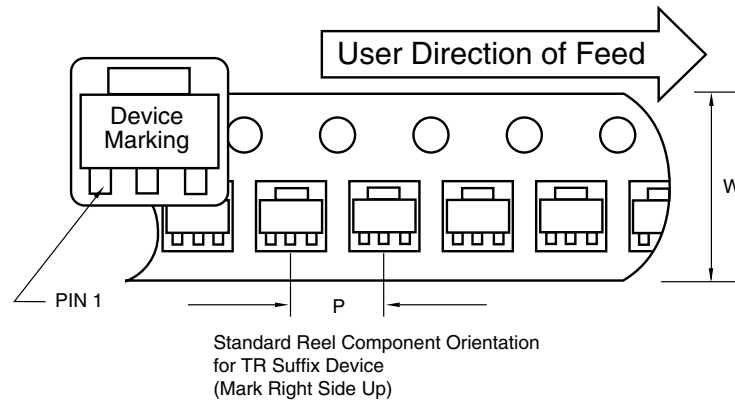 User Direction of Feed
Device
Marking
W
PIN 1
P
Standard Reel Component Orientation
for TR Suffix Device
(Mark Right Side Up)